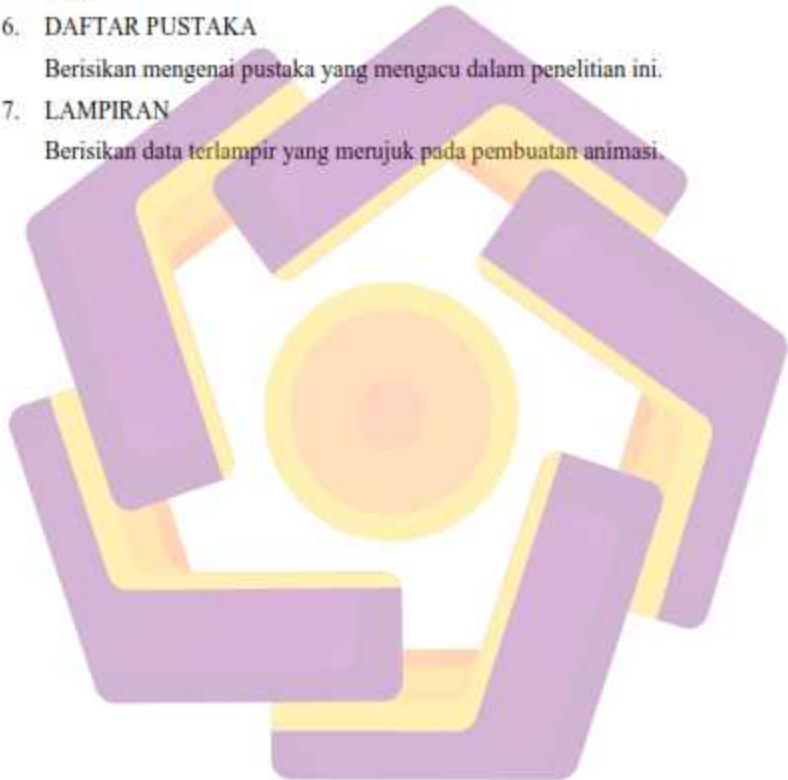 6. DAFTAR PUSTAKA
Berisikan mengenai pustaka yang mengacu dalam penelitian ini.
7. LAMPIRAN
Berisikan data terlampir yang merujuk pada pembuatan animasi.